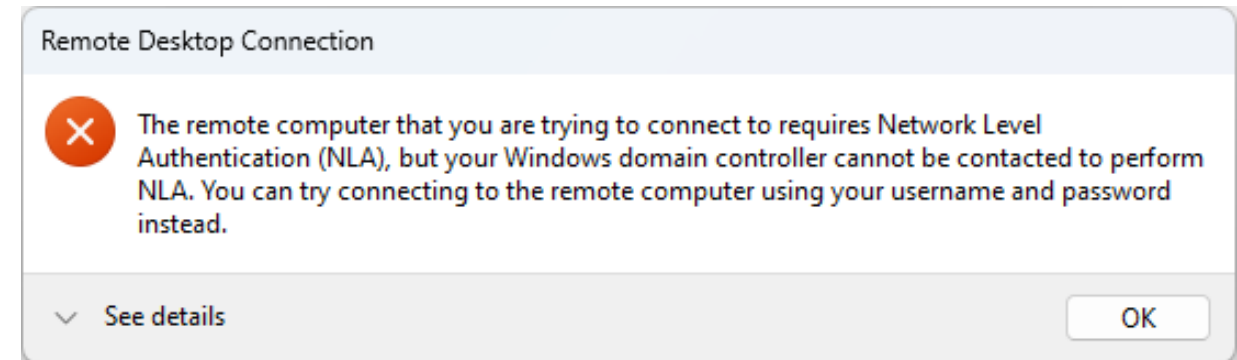 Remote Desktop Connection
The remote computer that you are trying to connect to requires Network Level
Authentication (NLA), but your Windows domain controller cannot be contacted to perform
NLA. You can try connecting to the remote computer using your username and password
instead.
See details
OK